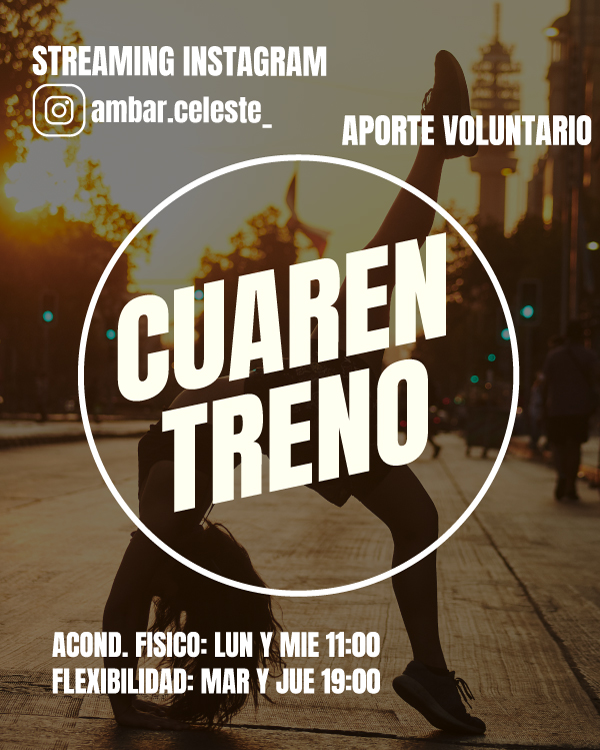 STREAMING INSTAGRAM
ambar.celeste_
APORTE VOLUNTARIO
CUAREN
TRENO
ACOND. FISICO: LUN Y MIE 11:00
FLEXIBILIDAD: MAR Y JUE 19:00